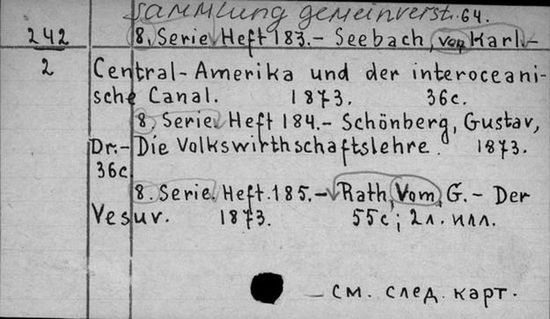 Sammlung gemeinverst. 64.
242 8. Serie Heft 183.- Seebach, von Karl.-
2 Central-Amerika und der interoceani-
sche Canal. 1873. 36c.
8. Serie. Heft 184.- Schönberg, Gustav,
Dr.- Die Volkswirthschaftslehre. 1873.
36c.
8. Serie. Heft.185.- Rath, Vom, G.- Der
Vesuv. 1873. 55c; 2л. илл.
— см. след. карт.